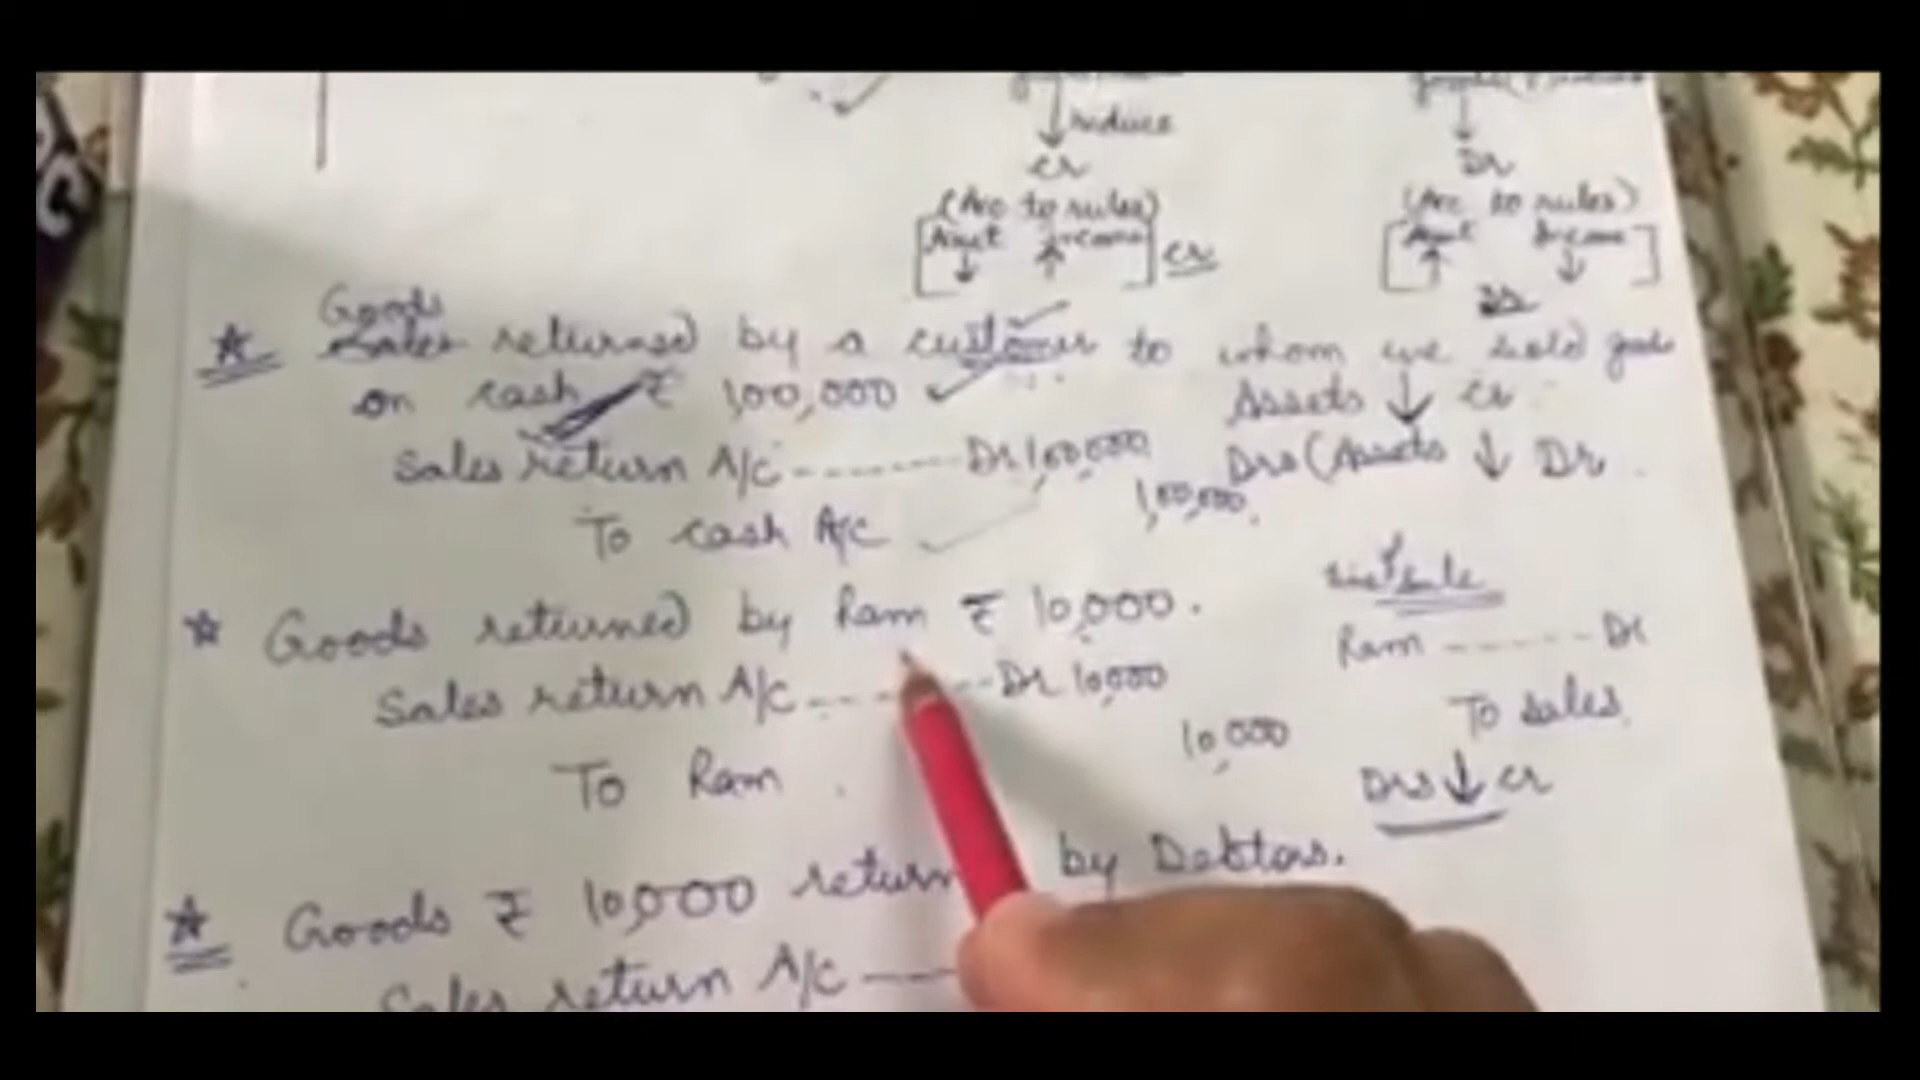 reduce
Cr
Dr
(Acc to rules)
(Acc to rules)
[Asset ↓ Income ↑] Cr
[Asset ↑ Income ↓]
Dr
Goods
☆ Sales returned by a customer to whom we sold goods
on cash ₹ 1,00,000 ✓
Assets ↓ Cr
Sales return A/c ------- Dr 1,00,000
Drs (Assets ↓ Dr
To cash A/c
1,00,000
☆ Goods returned by Ram ₹ 10,000.
Ram ------ Dr
Sales return A/c ---- Dr 10,000
To sales
To Ram
10,000
Drs ↓ Cr
☆ Goods ₹ 10,000 return by Debtors.
Sales return A/c —